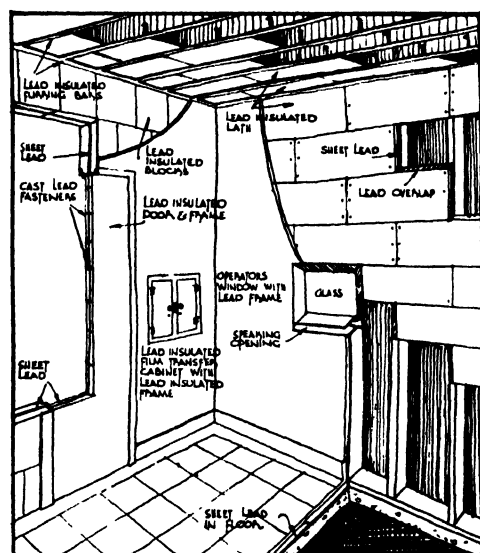 LEAD INSULATED
FURRING BARS
LEAD INSULATED
LATH
SHEET
LEAD
LEAD
INSULATED
BLOCKS
SHEET LEAD
LEAD OVERLAP
CAST LEAD
FASTENERS
LEAD INSULATED
DOOR & FRAME
OPERATORS
WINDOW WITH
LEAD FRAME
GLASS
SPEAKING
OPENING
LEAD INSULATED
FILM TRANSFER
CABINET WITH
LEAD INSULATED
FRAME
SHEET
LEAD
SHEET LEAD
IN FLOOR